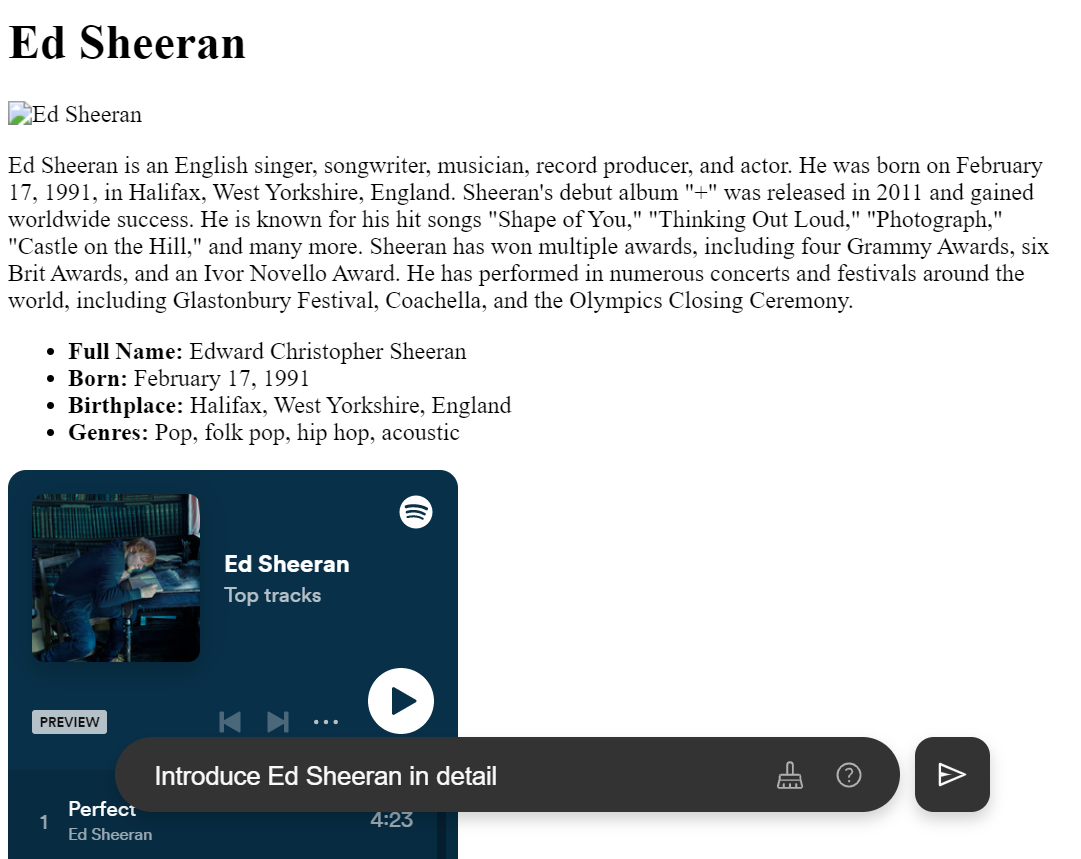 Ed Sheeran
Ed Sheeran
Ed Sheeran is an English singer, songwriter, musician, record producer, and actor. He was born on February
17, 1991, in Halifax, West Yorkshire, England. Sheeran's debut album "+" was released in 2011 and gained
worldwide success. He is known for his hit songs "Shape of You," "Thinking Out Loud," "Photograph,"
"Castle on the Hill," and many more. Sheeran has won multiple awards, including four Grammy Awards, six
Brit Awards, and an Ivor Novello Award. He has performed in numerous concerts and festivals around the
world, including Glastonbury Festival, Coachella, and the Olympics Closing Ceremony.
• Full Name: Edward Christopher Sheeran
• Born: February 17, 1991
• Birthplace: Halifax, West Yorkshire, England
• Genres: Pop, folk pop, hip hop, acoustic
Ed Sheeran
Top tracks
PREVIEW
Introduce Ed Sheeran in detail
1 Perfect 4:23
Ed Sheeran